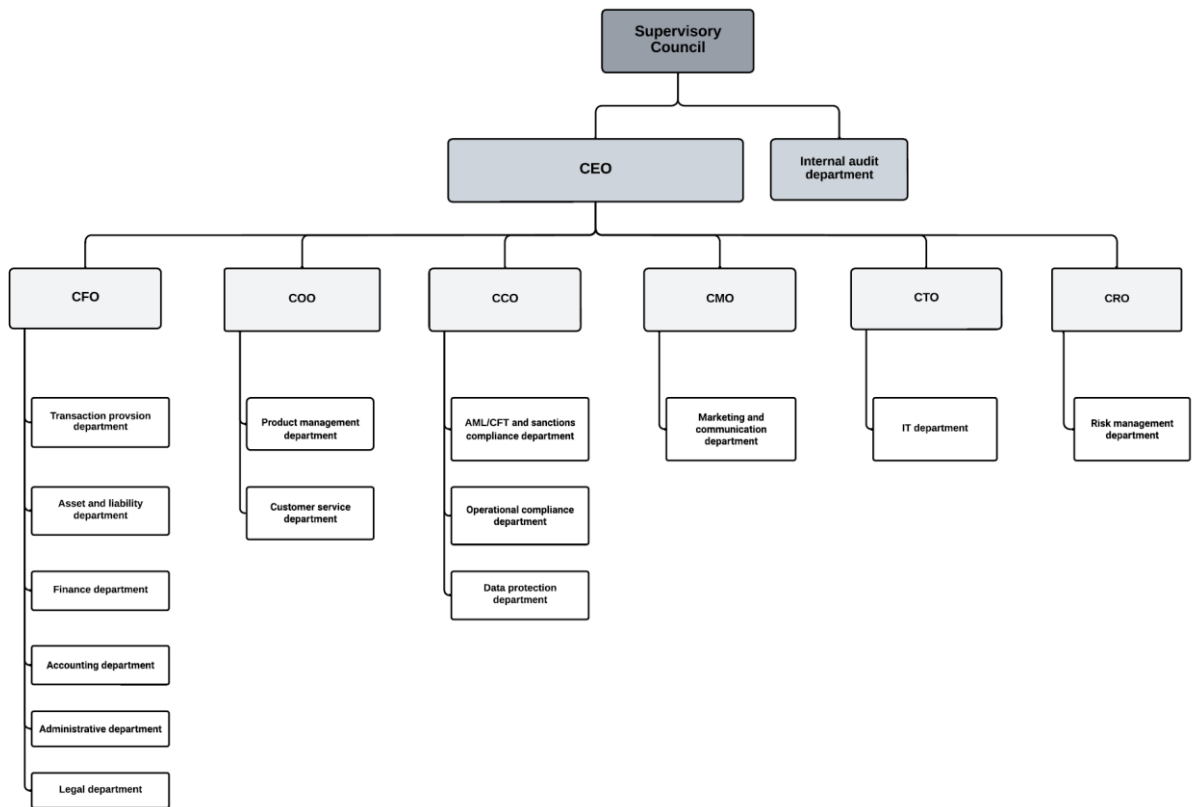 Supervisory
Council
CEO
Internal audit
department
CFO
COO
CCO
CMO
CTO
CRO
Transaction provsion
department
Asset and liability
department
Finance department
Accounting department
Administrative department
Legal department
Product management
department
Customer service
department
AML/CFT and sanctions
compliance department
Operational compliance
department
Data protection
department
Marketing and
communication
department
IT department
Risk management
department